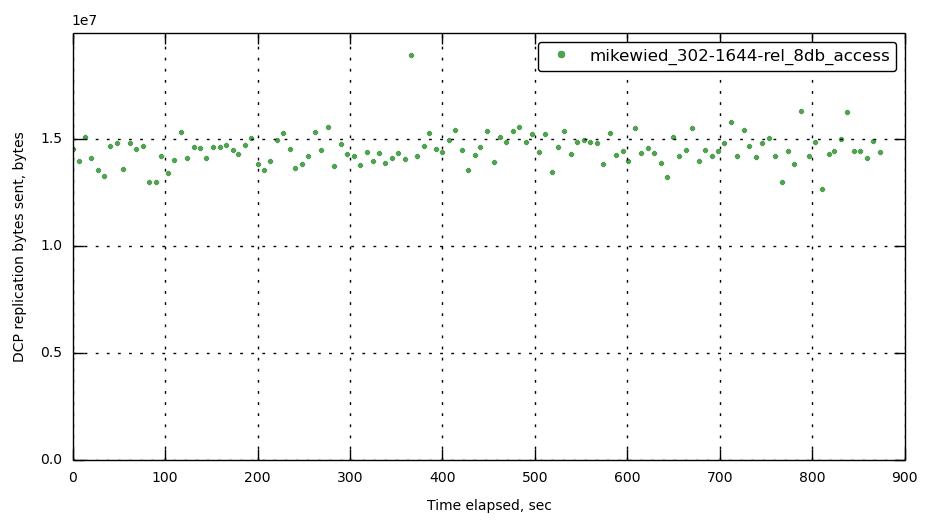 1e7
mikewied_302-1644-rel_8db_access
DCP replication bytes sent, bytes
1.5
1.0
0.5
0.0
0 100 200 300 400 500 600 700 800 900
Time elapsed, sec